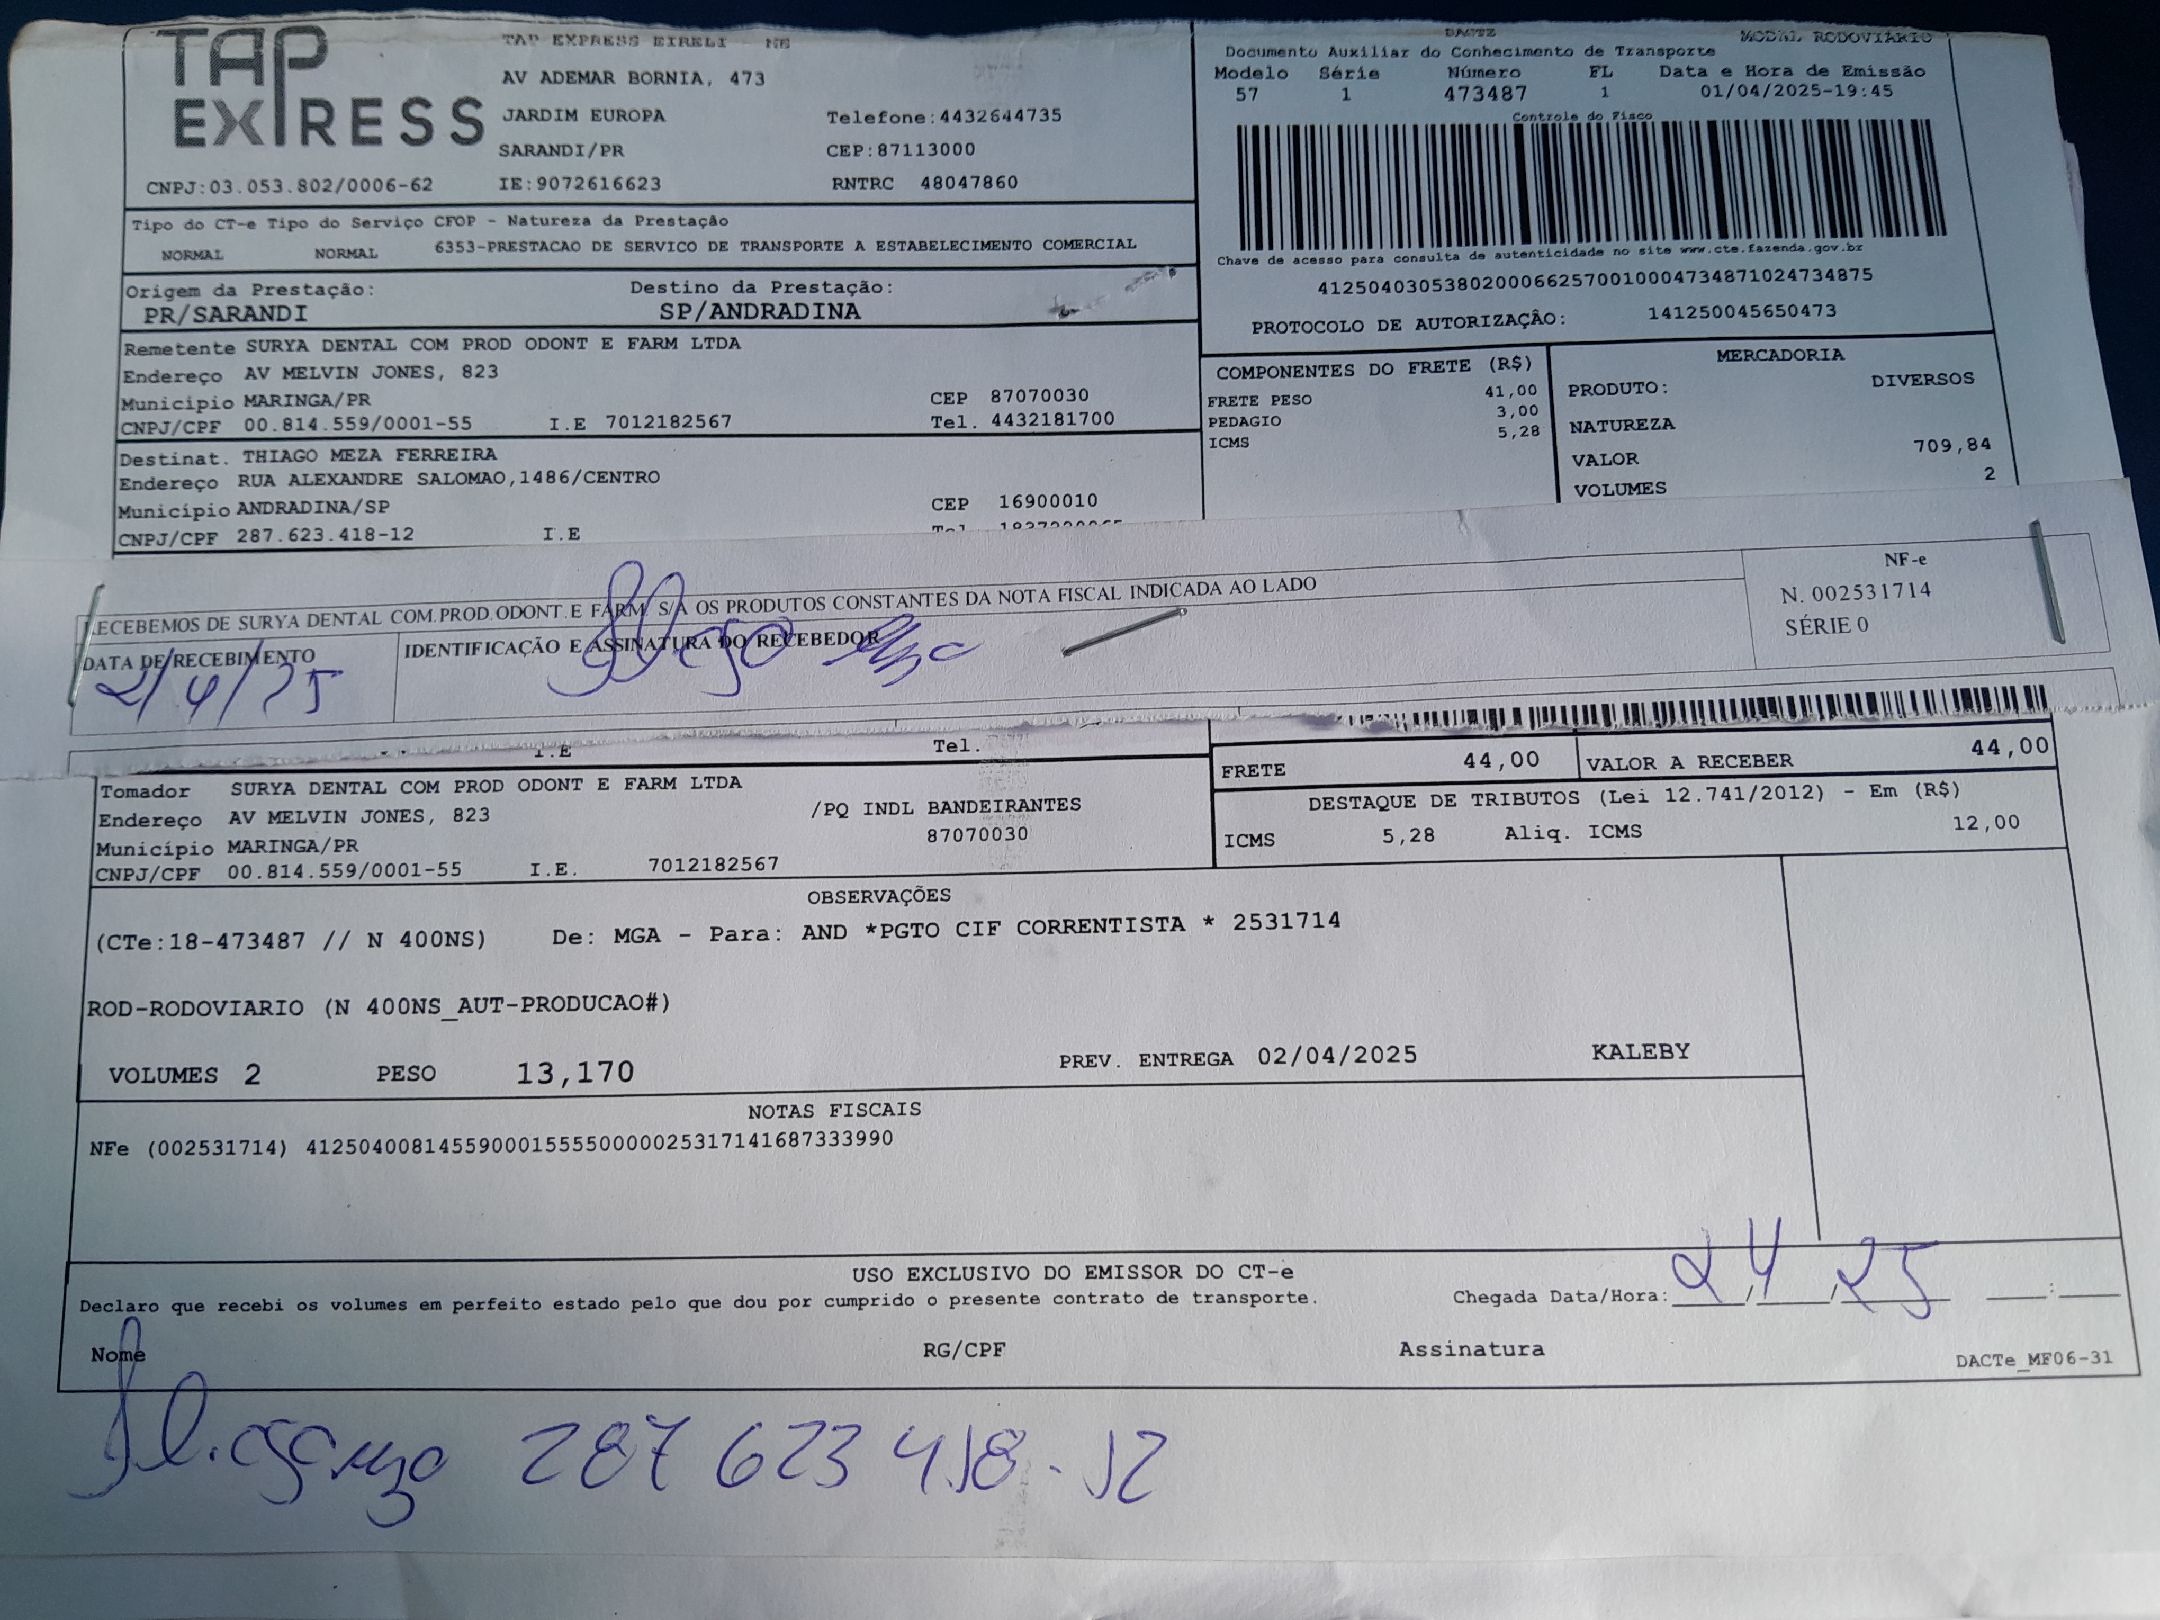 TAP
EXPRESS
TAP EXPRESS EIRELI
AV ADEMAR BORNIA, 473
JARDIM EUROPA Telefone:4432644735
SARANDI/PR CEP:87113000
CNPJ:03.053.802/0006-62 IE:9072616623 RNTRC 48047860
DACTE MODAL RODOVIÁRIO
Documento Auxiliar do Conhecimento de Transporte
Modelo Série Número FL Data e Hora de Emissão
57 1 473487 1 01/04/2025-19:45
Controle do Fisco
Chave de acesso para consulta de autenticidade no site www.cte.fazenda.gov.br
41250403053802000662570010004734871024734875
PROTOCOLO DE AUTORIZAÇÃO: 141250045650473
Tipo do CT-e Tipo do Serviço CFOP - Natureza da Prestação
NORMAL NORMAL 6353-PRESTACAO DE SERVICO DE TRANSPORTE A ESTABELECIMENTO COMERCIAL
Origem da Prestação: Destino da Prestação:
PR/SARANDI SP/ANDRADINA
Remetente SURYA DENTAL COM PROD ODONT E FARM LTDA
Endereço AV MELVIN JONES, 823
Município MARINGA/PR CEP 87070030
CNPJ/CPF 00.814.559/0001-55 I.E 7012182567 Tel. 4432181700
Destinat. THIAGO MEZA FERREIRA
Endereço RUA ALEXANDRE SALOMAO,1486/CENTRO
Município ANDRADINA/SP CEP 16900010
CNPJ/CPF 287.623.418-12 I.E Tel
COMPONENTES DO FRETE (R$)
FRETE PESO 41,00
PEDAGIO 3,00
ICMS 5,28
MERCADORIA
PRODUTO: DIVERSOS
NATUREZA
VALOR 709,84
VOLUMES 2
RECEBEMOS DE SURYA DENTAL COM.PROD.ODONT.E FARM. S/A OS PRODUTOS CONSTANTES DA NOTA FISCAL INDICADA AO LADO
DATA DE RECEBIMENTO IDENTIFICAÇÃO E ASSINATURA DO RECEBEDOR
2/4/25
NF-e
N. 002531714
SÉRIE 0
I.E Tel.
Tomador SURYA DENTAL COM PROD ODONT E FARM LTDA
Endereço AV MELVIN JONES, 823 /PQ INDL BANDEIRANTES
Município MARINGA/PR 87070030
CNPJ/CPF 00.814.559/0001-55 I.E. 7012182567
FRETE 44,00 VALOR A RECEBER 44,00
DESTAQUE DE TRIBUTOS (Lei 12.741/2012) - Em (R$)
ICMS 5,28 Aliq. ICMS 12,00
OBSERVAÇÕES
(CTe:18-473487 // N 400NS) De: MGA - Para: AND *PGTO CIF CORRENTISTA * 2531714
ROD-RODOVIARIO (N 400NS_AUT-PRODUCAO#)
VOLUMES 2 PESO 13,170 PREV. ENTREGA 02/04/2025 KALEBY
NOTAS FISCAIS
NFe (002531714) 41250400814559000155550000025317141687333990
USO EXCLUSIVO DO EMISSOR DO CT-e
Declaro que recebi os volumes em perfeito estado pelo que dou por cumprido o presente contrato de transporte. Chegada Data/Hora: 2/4/25 :
Nome RG/CPF Assinatura
DACTe_MF06-31
287 623 418-12